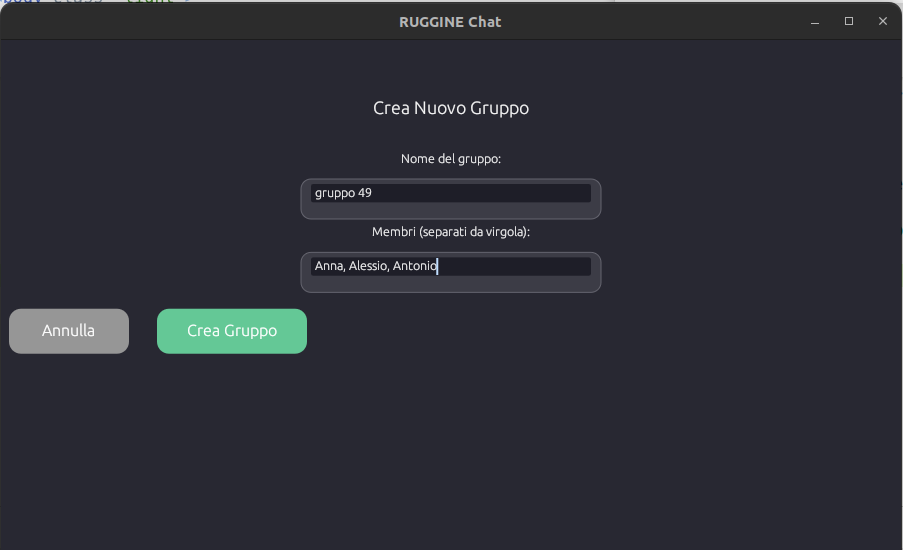 RUGGINE Chat
Crea Nuovo Gruppo
Nome del gruppo:
gruppo 49
Membri (separati da virgola):
Anna, Alessio, Antonio
Annulla
Crea Gruppo